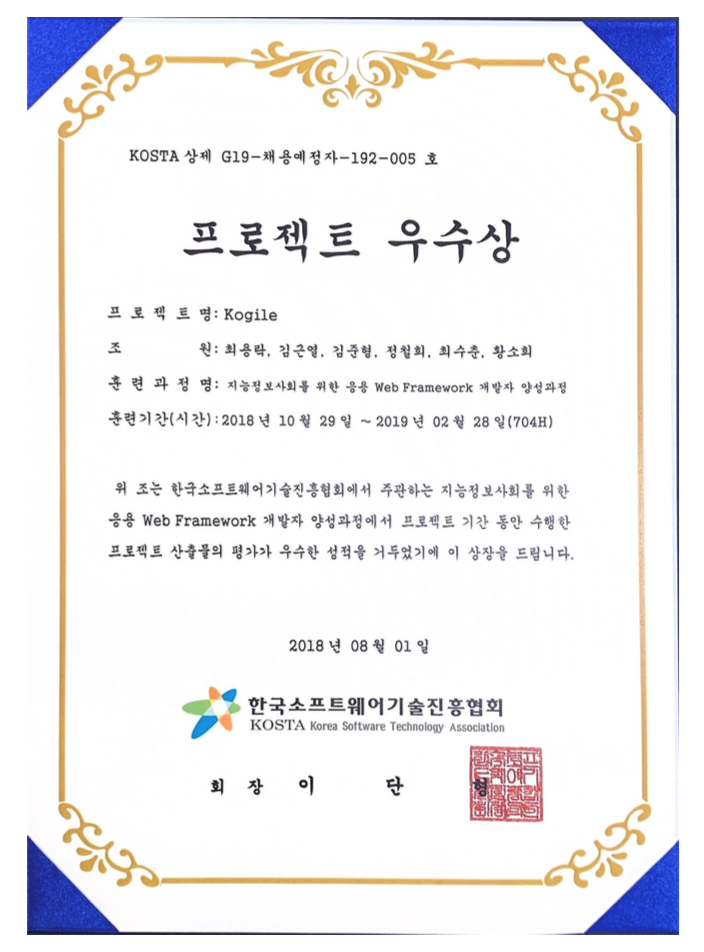 KOSTA 상제 G19-채용예정자-192-005 호
프로젝트 우수상
프 로 젝 트 명: Kogile
조 원: 최용락, 김근열, 김준형, 정철희, 최수춘, 황소희
훈 련 과 정 명: 지능정보사회를 위한 응용 Web Framework 개발자 양성과정
훈련기간(시간): 2018 년 10 월 29 일 ~ 2019 년 02 월 28 일(704H)
위 조는 한국소프트웨어기술진흥협회에서 주관하는 지능정보사회를 위한
응용 Web Framework 개발자 양성과정에서 프로젝트 기간 동안 수행한
프로젝트 산출물의 평가가 우수한 성적을 거두었기에 이 상장을 드립니다.
2018 년 08 월 01 일
한국소프트웨어기술진흥협회
KOSTA Korea Software Technology Association
회 장 이 단 형